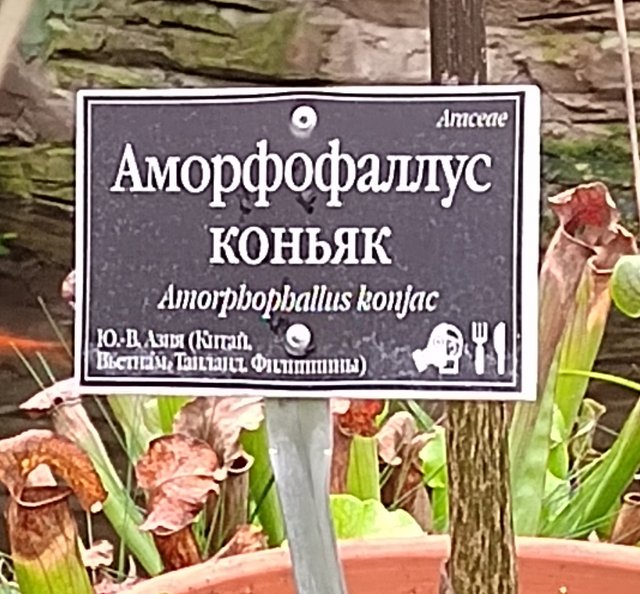 Araceae
Аморфофаллус
коньяк
Amorphophallus konjac
Ю.-В. Азия (Китай,
Вьетнам, Таиланд, Филиппины)